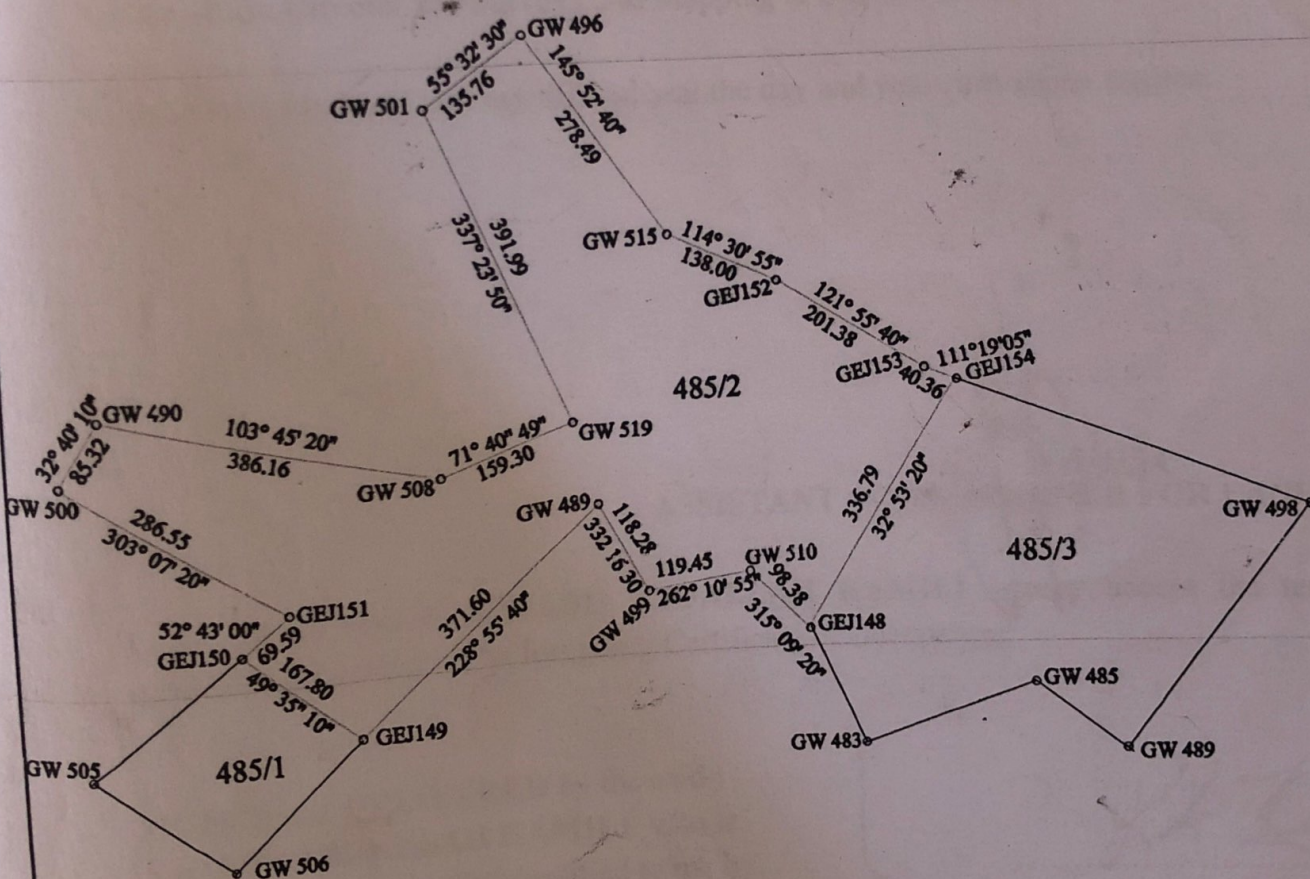 GW 496
55° 32' 30"
135.76
GW 501
145° 52' 40"
278.49
391.99
337° 23' 50"
GW 515
114° 30' 55"
138.00
GEJ152
121° 55' 40"
201.38
GEJ153
111°19'05"
40.36
GEJ154
485/2
32° 40' 10"
85.32
GW 490
103° 45' 20"
386.16
71° 40" 49"
159.30
GW 519
GW 508
GW 500
GW 489
118.28
332 16 30"
336.79
32° 53' 20"
GW 498
286.55
303° 07' 20"
485/3
119.45
262° 10' 55"
GW 510
98.38
315° 09' 20"
GW 499
GEJ148
GEJ151
52° 43' 00"
69.59
371.60
228° 55' 40"
GEJ150
167.80
49° 35" 10"
GW 485
GEJ149
GW 483
GW 489
GW 505
485/1
GW 506